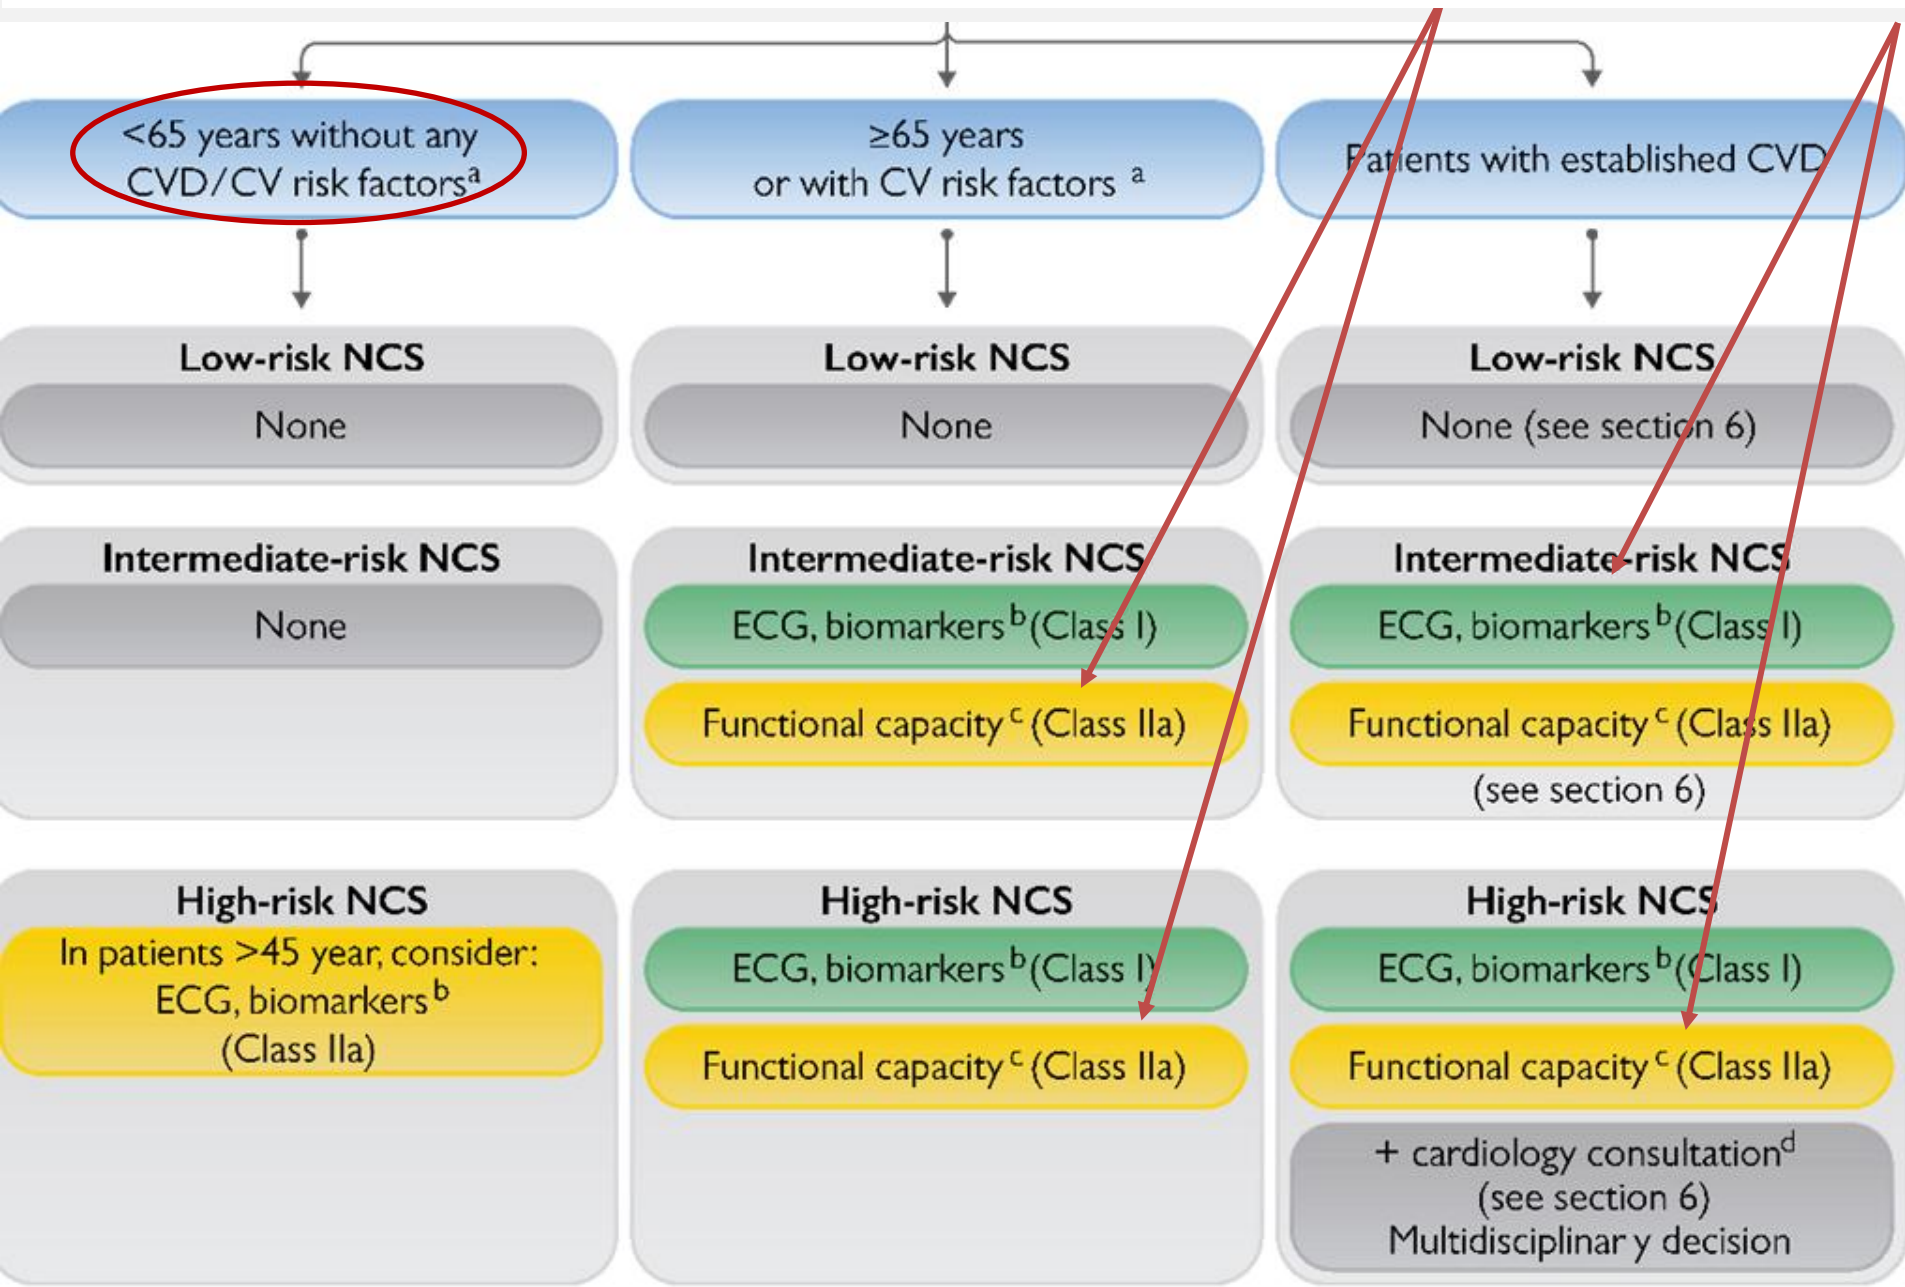 <65 years without any
CVD/CV risk factorsᵃ
≥65 years
or with CV risk factors ᵃ
Patients with established CVD
Low-risk NCS
None
Low-risk NCS
None
Low-risk NCS
None (see section 6)
Intermediate-risk NCS
None
Intermediate-risk NCS
ECG, biomarkers ᵇ (Class I)
Functional capacity ᶜ (Class IIa)
Intermediate-risk NCS
ECG, biomarkers ᵇ (Class I)
Functional capacity ᶜ (Class IIa)
(see section 6)
High-risk NCS
In patients >45 year, consider:
ECG, biomarkers ᵇ
(Class IIa)
High-risk NCS
ECG, biomarkers ᵇ (Class I)
Functional capacity ᶜ (Class IIa)
High-risk NCS
ECG, biomarkers ᵇ (Class I)
Functional capacity ᶜ (Class IIa)
+ cardiology consultationᵈ
(see section 6)
Multidisciplinar y decision